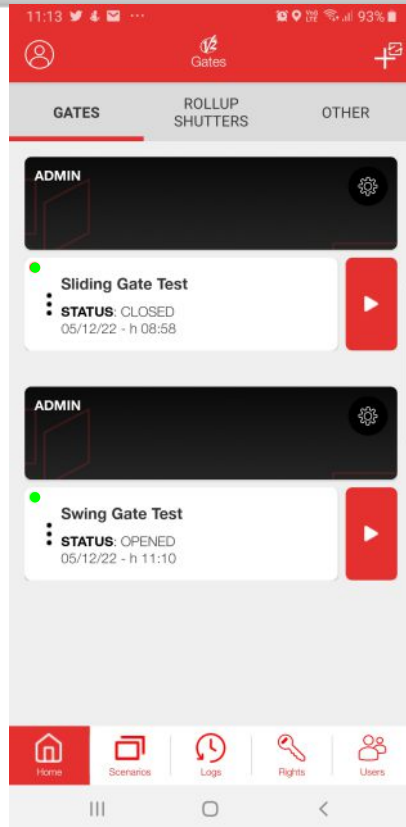 11:13
93%
V2
Gates
GATES
ROLLUP
SHUTTERS
OTHER
ADMIN
Sliding Gate Test
STATUS: CLOSED
05/12/22 - h 08:58
ADMIN
Swing Gate Test
STATUS: OPENED
05/12/22 - h 11:10
Home
Scenarios
Logs
Rights
Users